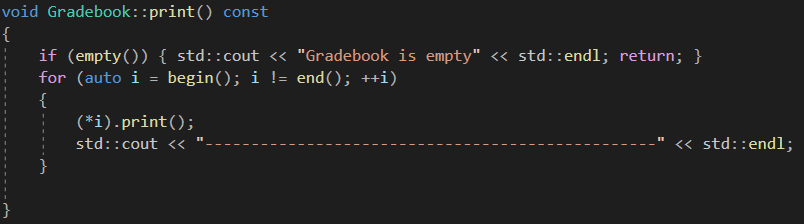 void Gradebook::print() const
{
    if (empty()) { std::cout << "Gradebook is empty" << std::endl; return; }
    for (auto i = begin(); i != end(); ++i)
    {
        (*i).print();
        std::cout << "-------------------------------------------------" << std::endl;
    }
}